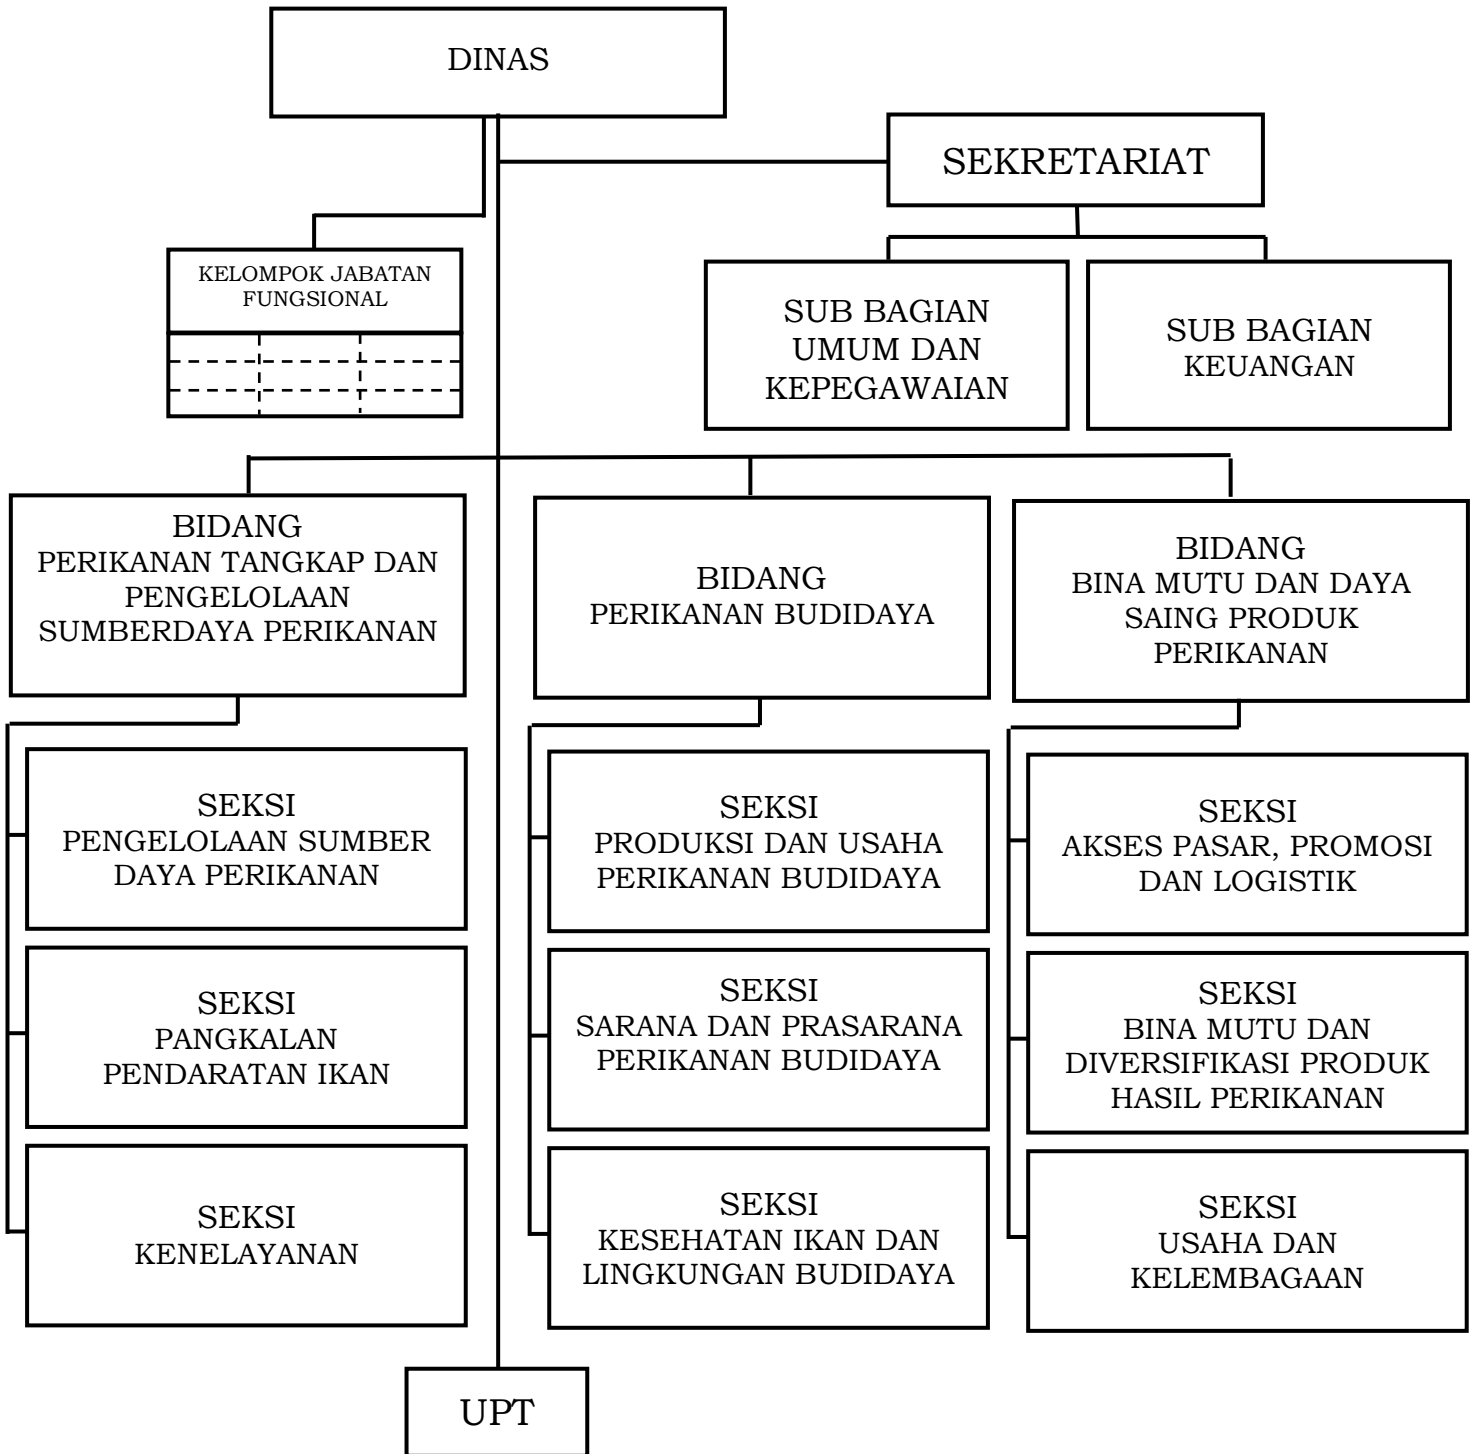 DINAS
SEKRETARIAT
KELOMPOK JABATAN
FUNGSIONAL
SUB BAGIAN
UMUM DAN
KEPEGAWAIAN
SUB BAGIAN
KEUANGAN
BIDANG
PERIKANAN TANGKAP DAN
PENGELOLAAN
SUMBERDAYA PERIKANAN
BIDANG
PERIKANAN BUDIDAYA
BIDANG
BINA MUTU DAN DAYA
SAING PRODUK
PERIKANAN
SEKSI
PENGELOLAAN SUMBER
DAYA PERIKANAN
SEKSI
PRODUKSI DAN USAHA
PERIKANAN BUDIDAYA
SEKSI
AKSES PASAR, PROMOSI
DAN LOGISTIK
SEKSI
PANGKALAN
PENDARATAN IKAN
SEKSI
SARANA DAN PRASARANA
PERIKANAN BUDIDAYA
SEKSI
BINA MUTU DAN
DIVERSIFIKASI PRODUK
HASIL PERIKANAN
SEKSI
KENELAYANAN
SEKSI
KESEHATAN IKAN DAN
LINGKUNGAN BUDIDAYA
SEKSI
USAHA DAN
KELEMBAGAAN
UPT